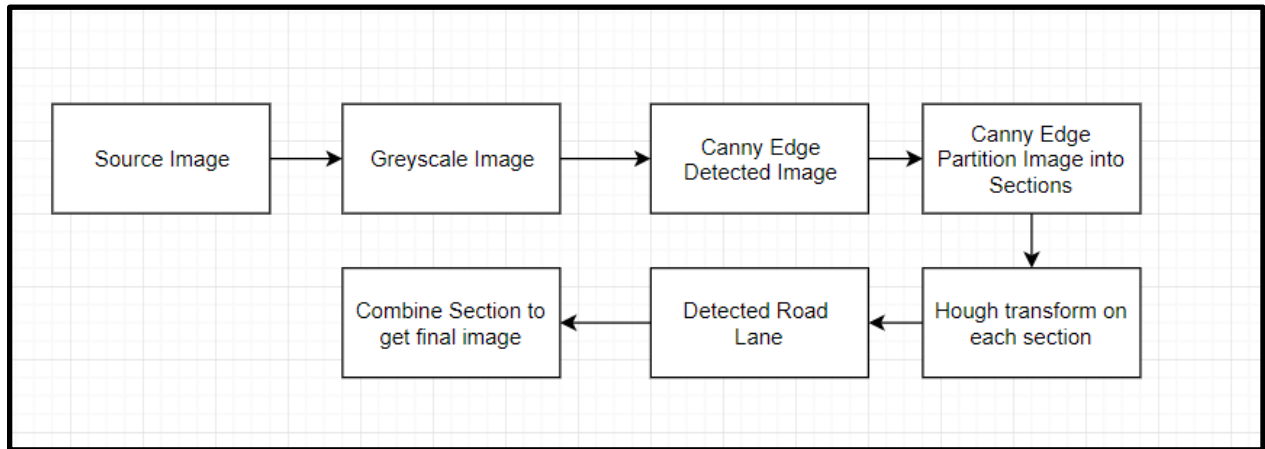 Source Image
Greyscale Image
Canny Edge
Detected Image
Canny Edge
Partition Image into
Sections
Hough transform on
each section
Detected Road
Lane
Combine Section to
get final image